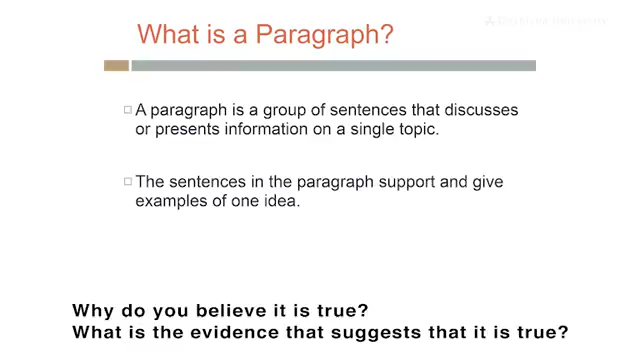 What is a Paragraph?
A paragraph is a group of sentences that discusses
or presents information on a single topic.
The sentences in the paragraph support and give
examples of one idea.
Why do you believe it is true?
What is the evidence that suggests that it is true?